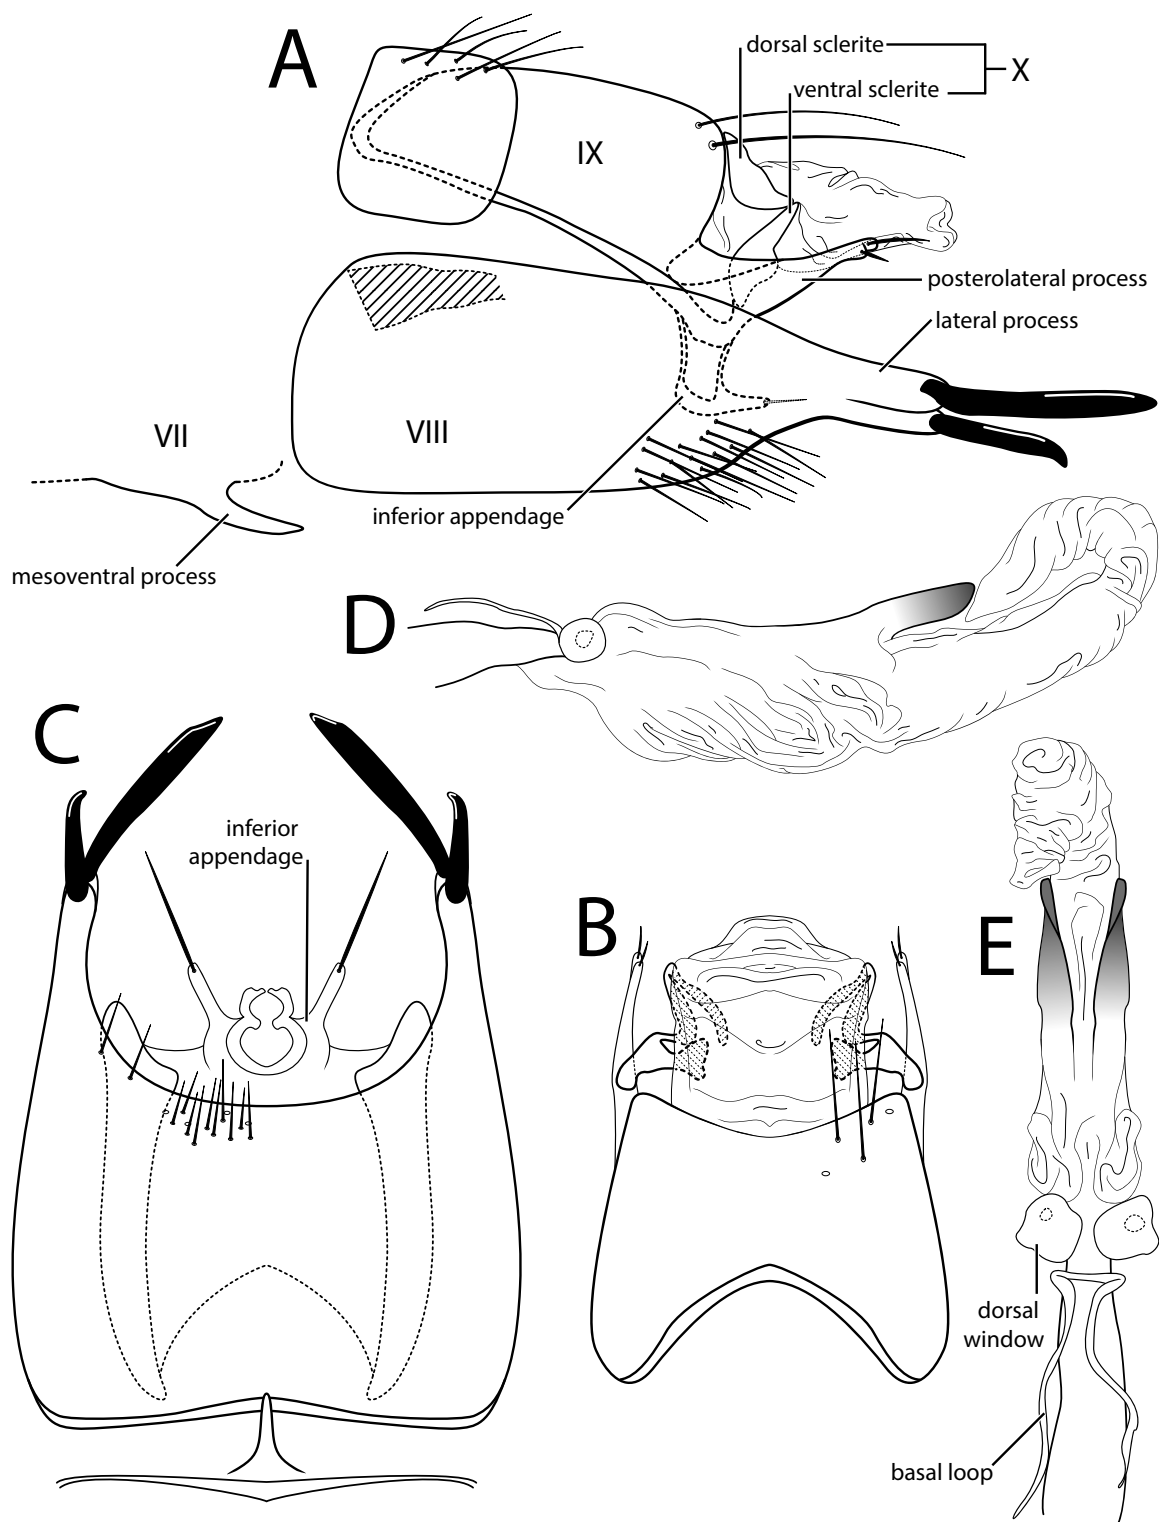 A
dorsal sclerite
X
ventral sclerite
IX
posterolateral process
lateral process
VII
VIII
inferior appendage
mesoventral process
D
C
inferior
appendage
B
E
dorsal
window
basal loop